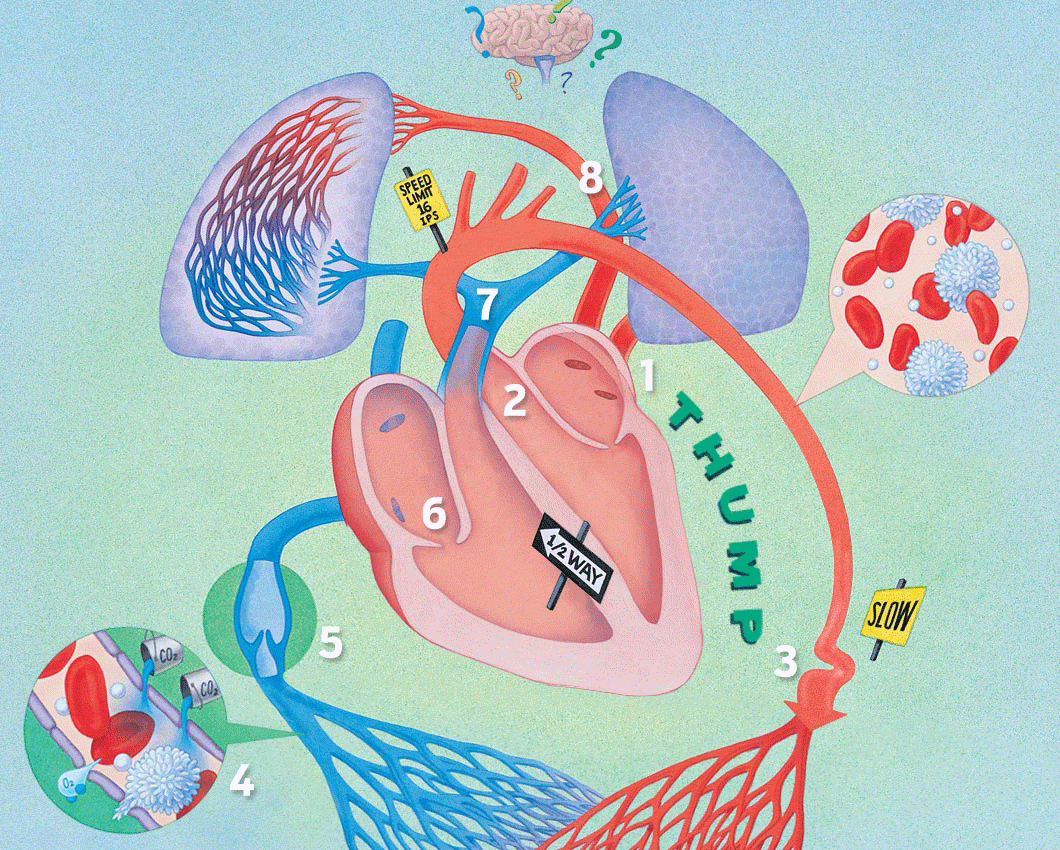 ?
?
?
?
?
8
SPEED
LIMIT
16
IPS
7
1
2
THUMP
6
1/2 WAY
SLOW
5
3
CO₂
CO₂
4
O₂